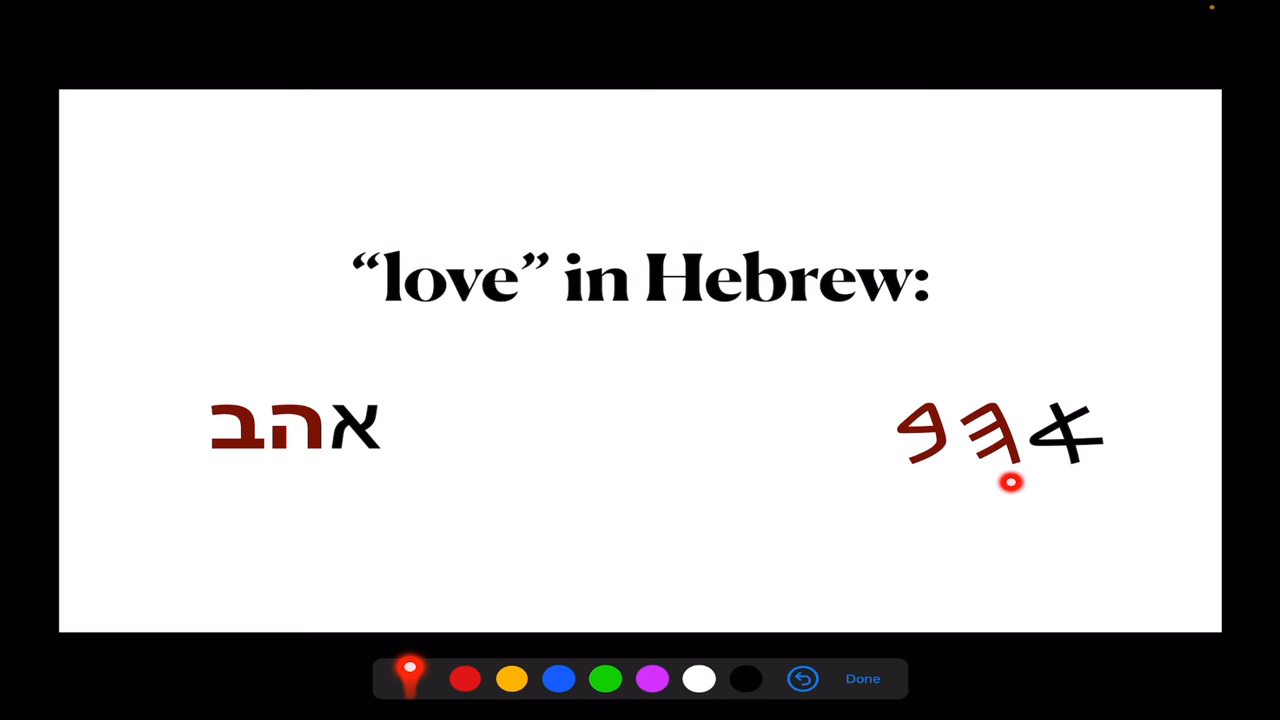 “love” in Hebrew:
אהב
𐤀𐤄𐤁
Done